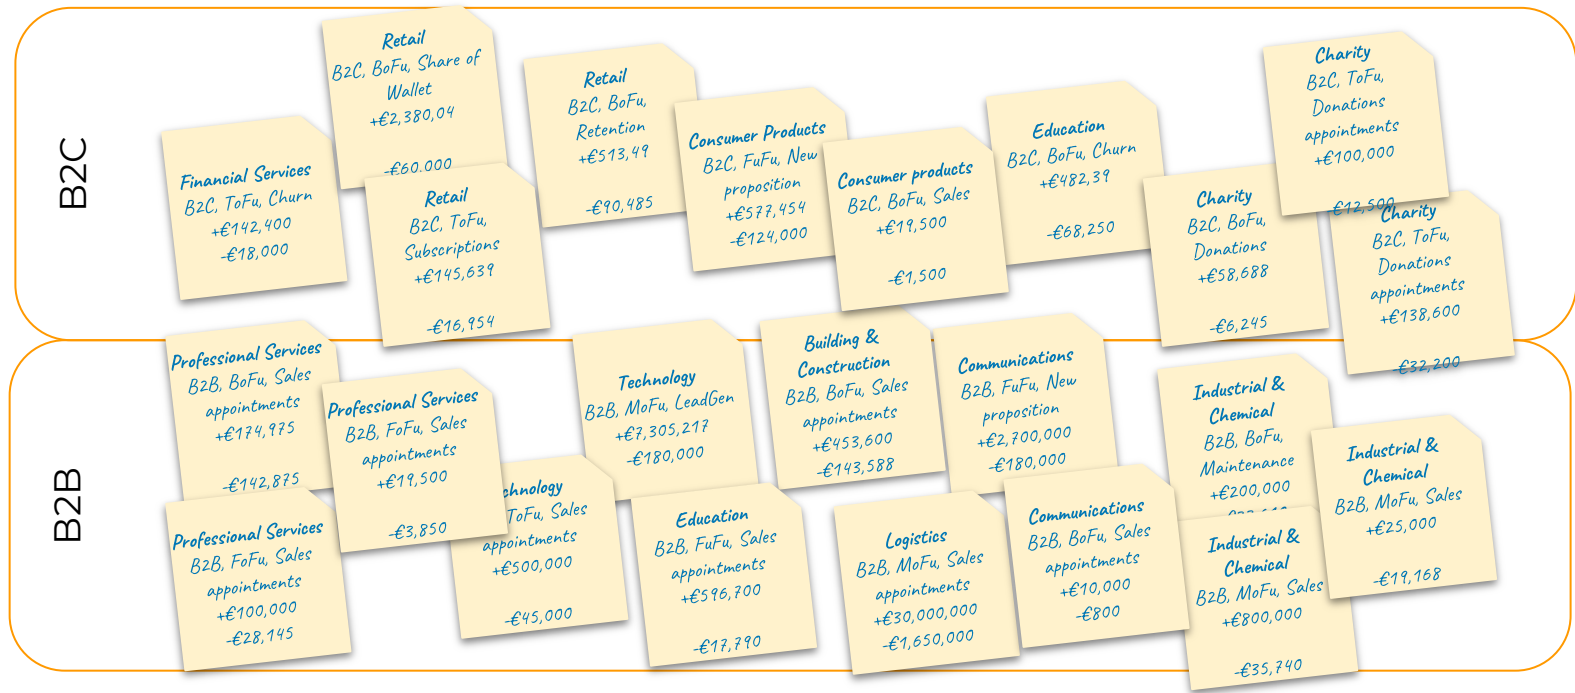 B2C
Financial Services
B2C, ToFu, Churn
+€142,400
-€18,000
Retail
B2C, BoFu, Share of
Wallet
+€2,380,04
-€60.000
Retail
B2C, ToFu,
Subscriptions
+€145,639
-€16,954
Retail
B2C, BoFu,
Retention
+€513,49
-€90,485
Consumer Products
B2C, FuFu, New
proposition
+€577,454
-€124,000
Consumer products
B2C, BoFu, Sales
+€19,500
-€1,500
Education
B2C, BoFu, Churn
+€482,39
-€68,250
Charity
B2C, BoFu,
Donations
+€58,688
-€6,245
Charity
B2C, ToFu,
Donations
appointments
+€100,000
-€12,500
Charity
B2C, ToFu,
Donations
appointments
+€138,600
-€32,200
B2B
Professional Services
B2B, BoFu, Sales
appointments
+€174,975
-€142,875
Professional Services
B2B, FoFu, Sales
appointments
+€19,500
-€3,850
Professional Services
B2B, FoFu, Sales
appointments
+€100,000
-€28,145
Technology
B2B, MoFu, LeadGen
+€7,305,217
-€180,000
chnology
ToFu, Sales
appointments
+€500,000
-€45,000
Education
B2B, FuFu, Sales
appointments
+€596,700
-€17,790
Building &
Construction
B2B, BoFu, Sales
appointments
+€453,600
-€143,588
Communications
B2B, FuFu, New
proposition
+€2,700,000
-€180,000
Logistics
B2B, MoFu, Sales
appointments
+€30,000,000
-€1,650,000
Communications
B2B, BoFu, Sales
appointments
+€10,000
-€800
Industrial &
Chemical
B2B, BoFu,
Maintenance
+€200,000
Industrial &
Chemical
B2B, MoFu, Sales
+€25,000
-€19,168
Industrial &
Chemical
B2B, MoFu, Sales
+€800,000
-€35,740